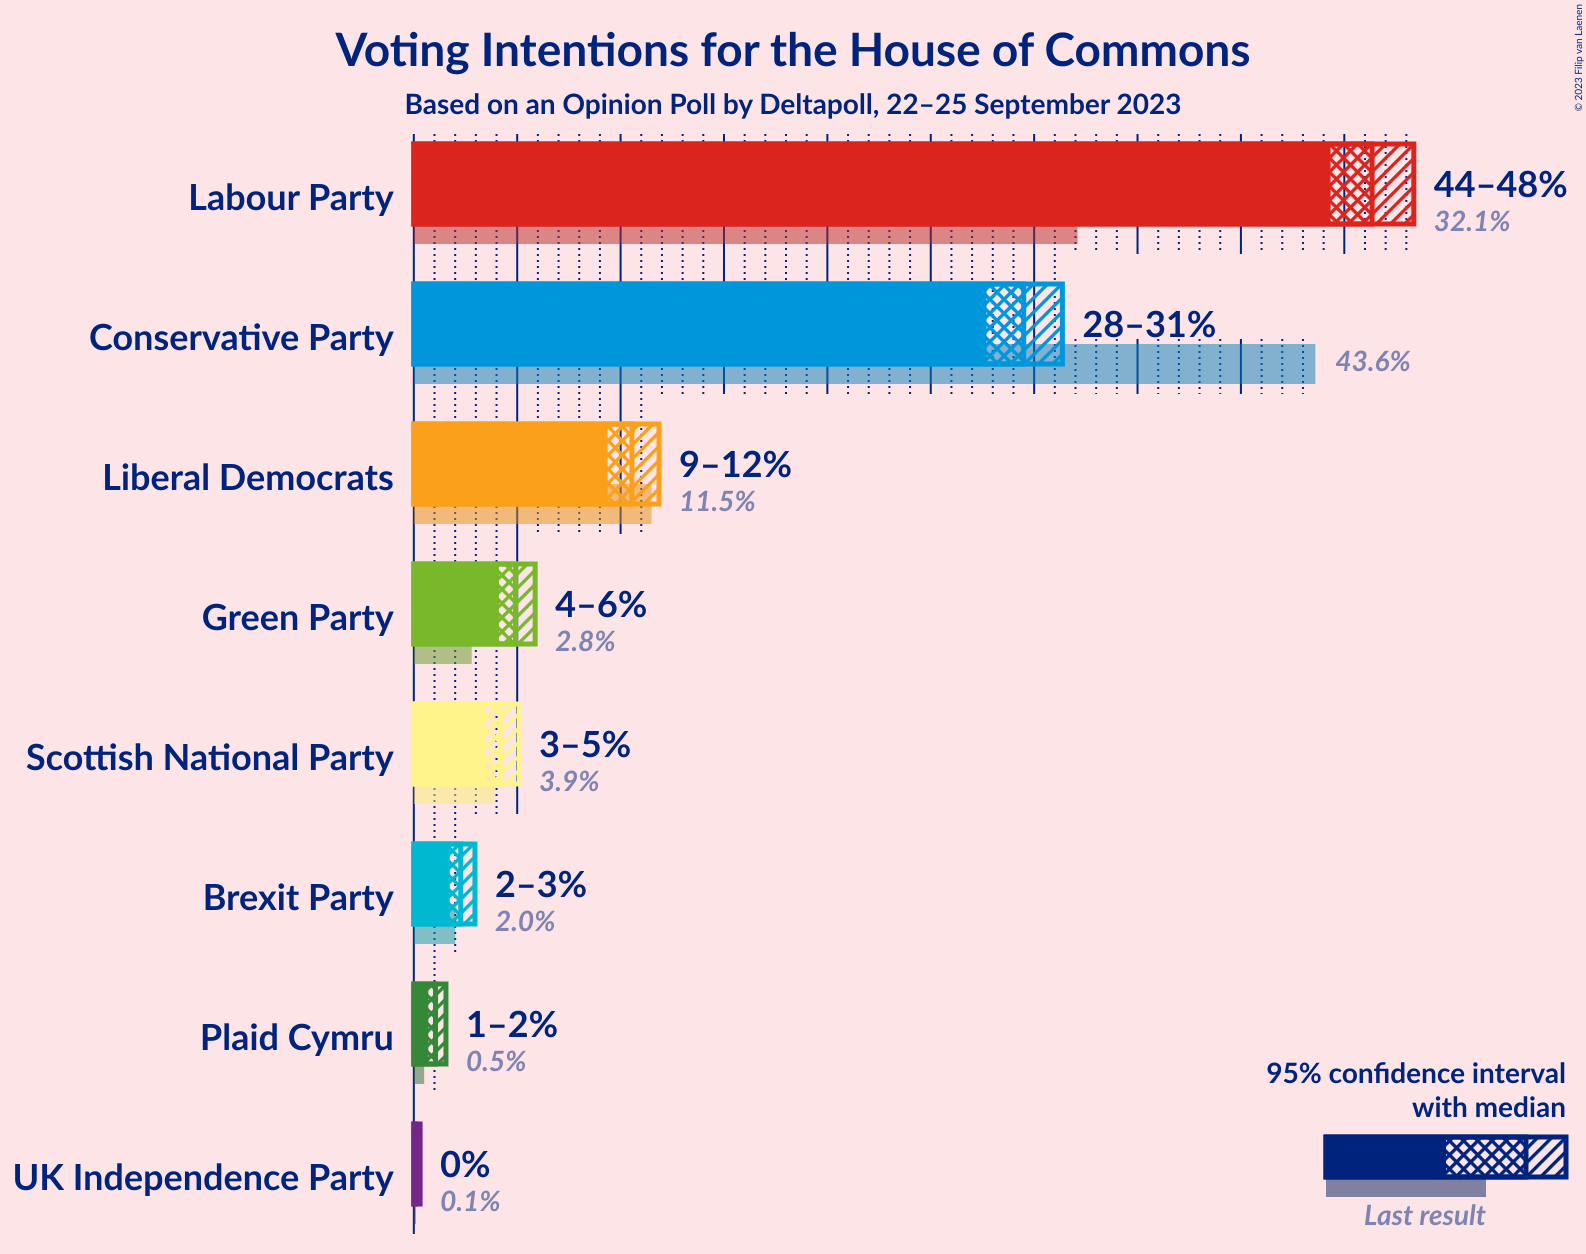 Voting Intentions for the House of Commons
Based on an Opinion Poll by Deltapoll, 22–25 September 2023
© 2023 Filip van Laenen
Labour Party
44–48%
32.1%
Conservative Party
28–31%
43.6%
Liberal Democrats
9–12%
11.5%
Green Party
4–6%
2.8%
Scottish National Party
3–5%
3.9%
Brexit Party
2–3%
2.0%
Plaid Cymru
1–2%
0.5%
UK Independence Party
0%
0.1%
95% confidence interval
with median
Last result